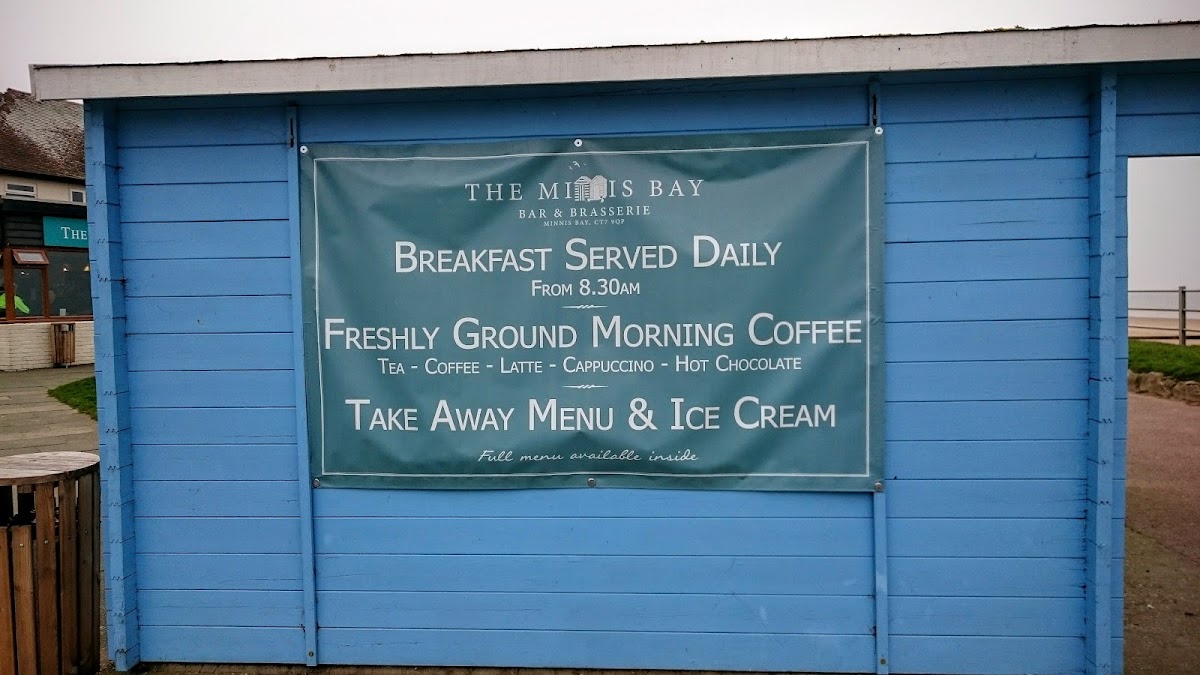 THE MINNIS BAY
BAR & BRASSERIE
MINNIS BAY, CT7 9QP
BREAKFAST SERVED DAILY
FROM 8.30AM
FRESHLY GROUND MORNING COFFEE
TEA - COFFEE - LATTE - CAPPUCCINO - HOT CHOCOLATE
TAKE AWAY MENU & ICE CREAM
Full menu available inside
THE